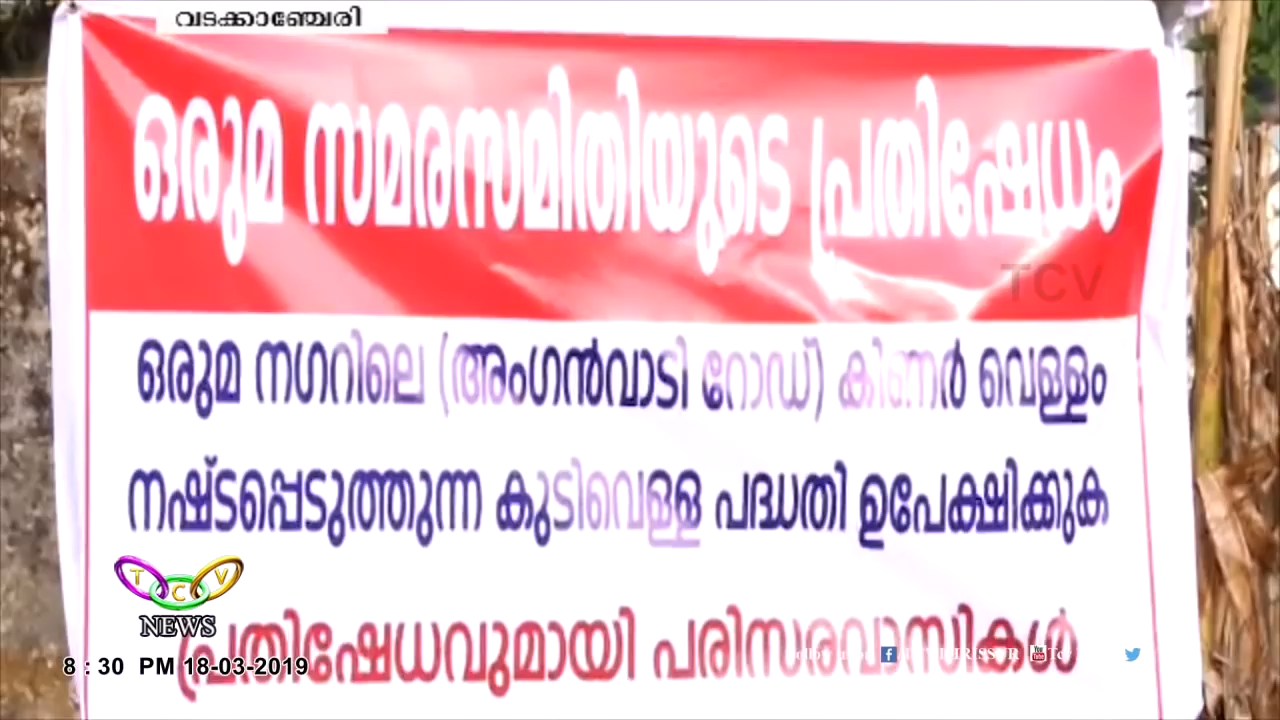 വടക്കാഞ്ചേരി
ഒരുമ സമരസമിതിയുടെ പ്രതിഷേധം
TCV
ഒരുമ നഗറിലെ (അംഗൻവാടി റോഡ്) കിണർ വെള്ളം
നഷ്ടപ്പെടുത്തുന്ന കുടിവെള്ള പദ്ധതി ഉപേക്ഷിക്കുക
TCV
NEWS
പ്രതിഷേധവുമായി പരിസരവാസികൾ
8 : 30 PM 18-03-2019